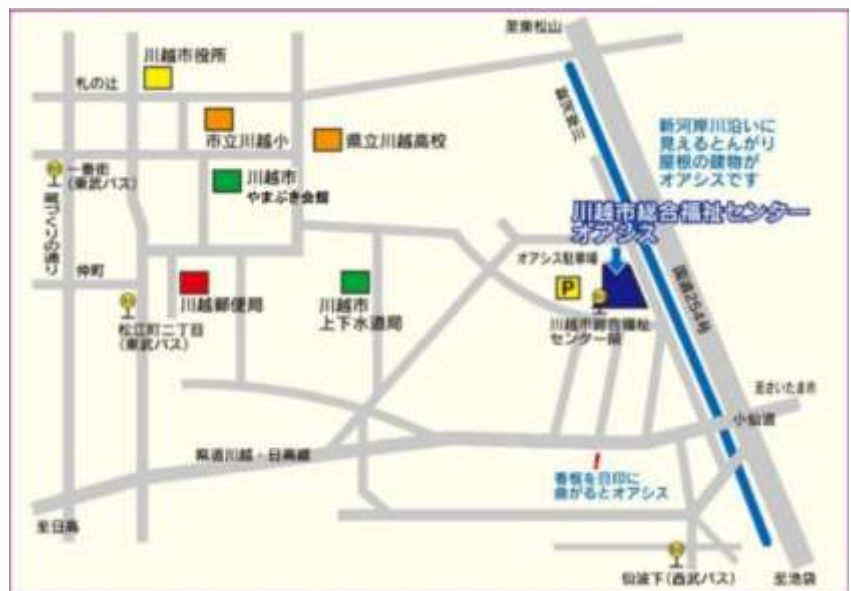 至東松山
川越市役所
札の辻
市立川越小
県立川越高校
新河岸川
新河岸川沿いに
見えるとんがり
屋根の建物が
オアシスです
一番街
(東武バス)
川越市
やまぶき会館
蔵づくりの通り
川越市総合福祉センター
オアシス
オアシス駐車場
P
仲町
川越郵便局
川越市
上下水道局
国道254号
松江町二丁目
(東武バス)
川越市総合福祉
センター前
至さいたま市
小仙波
県道川越・日高線
看板を目印に
曲がるとオアシス
至日高
仙波下(西武バス)
至池袋